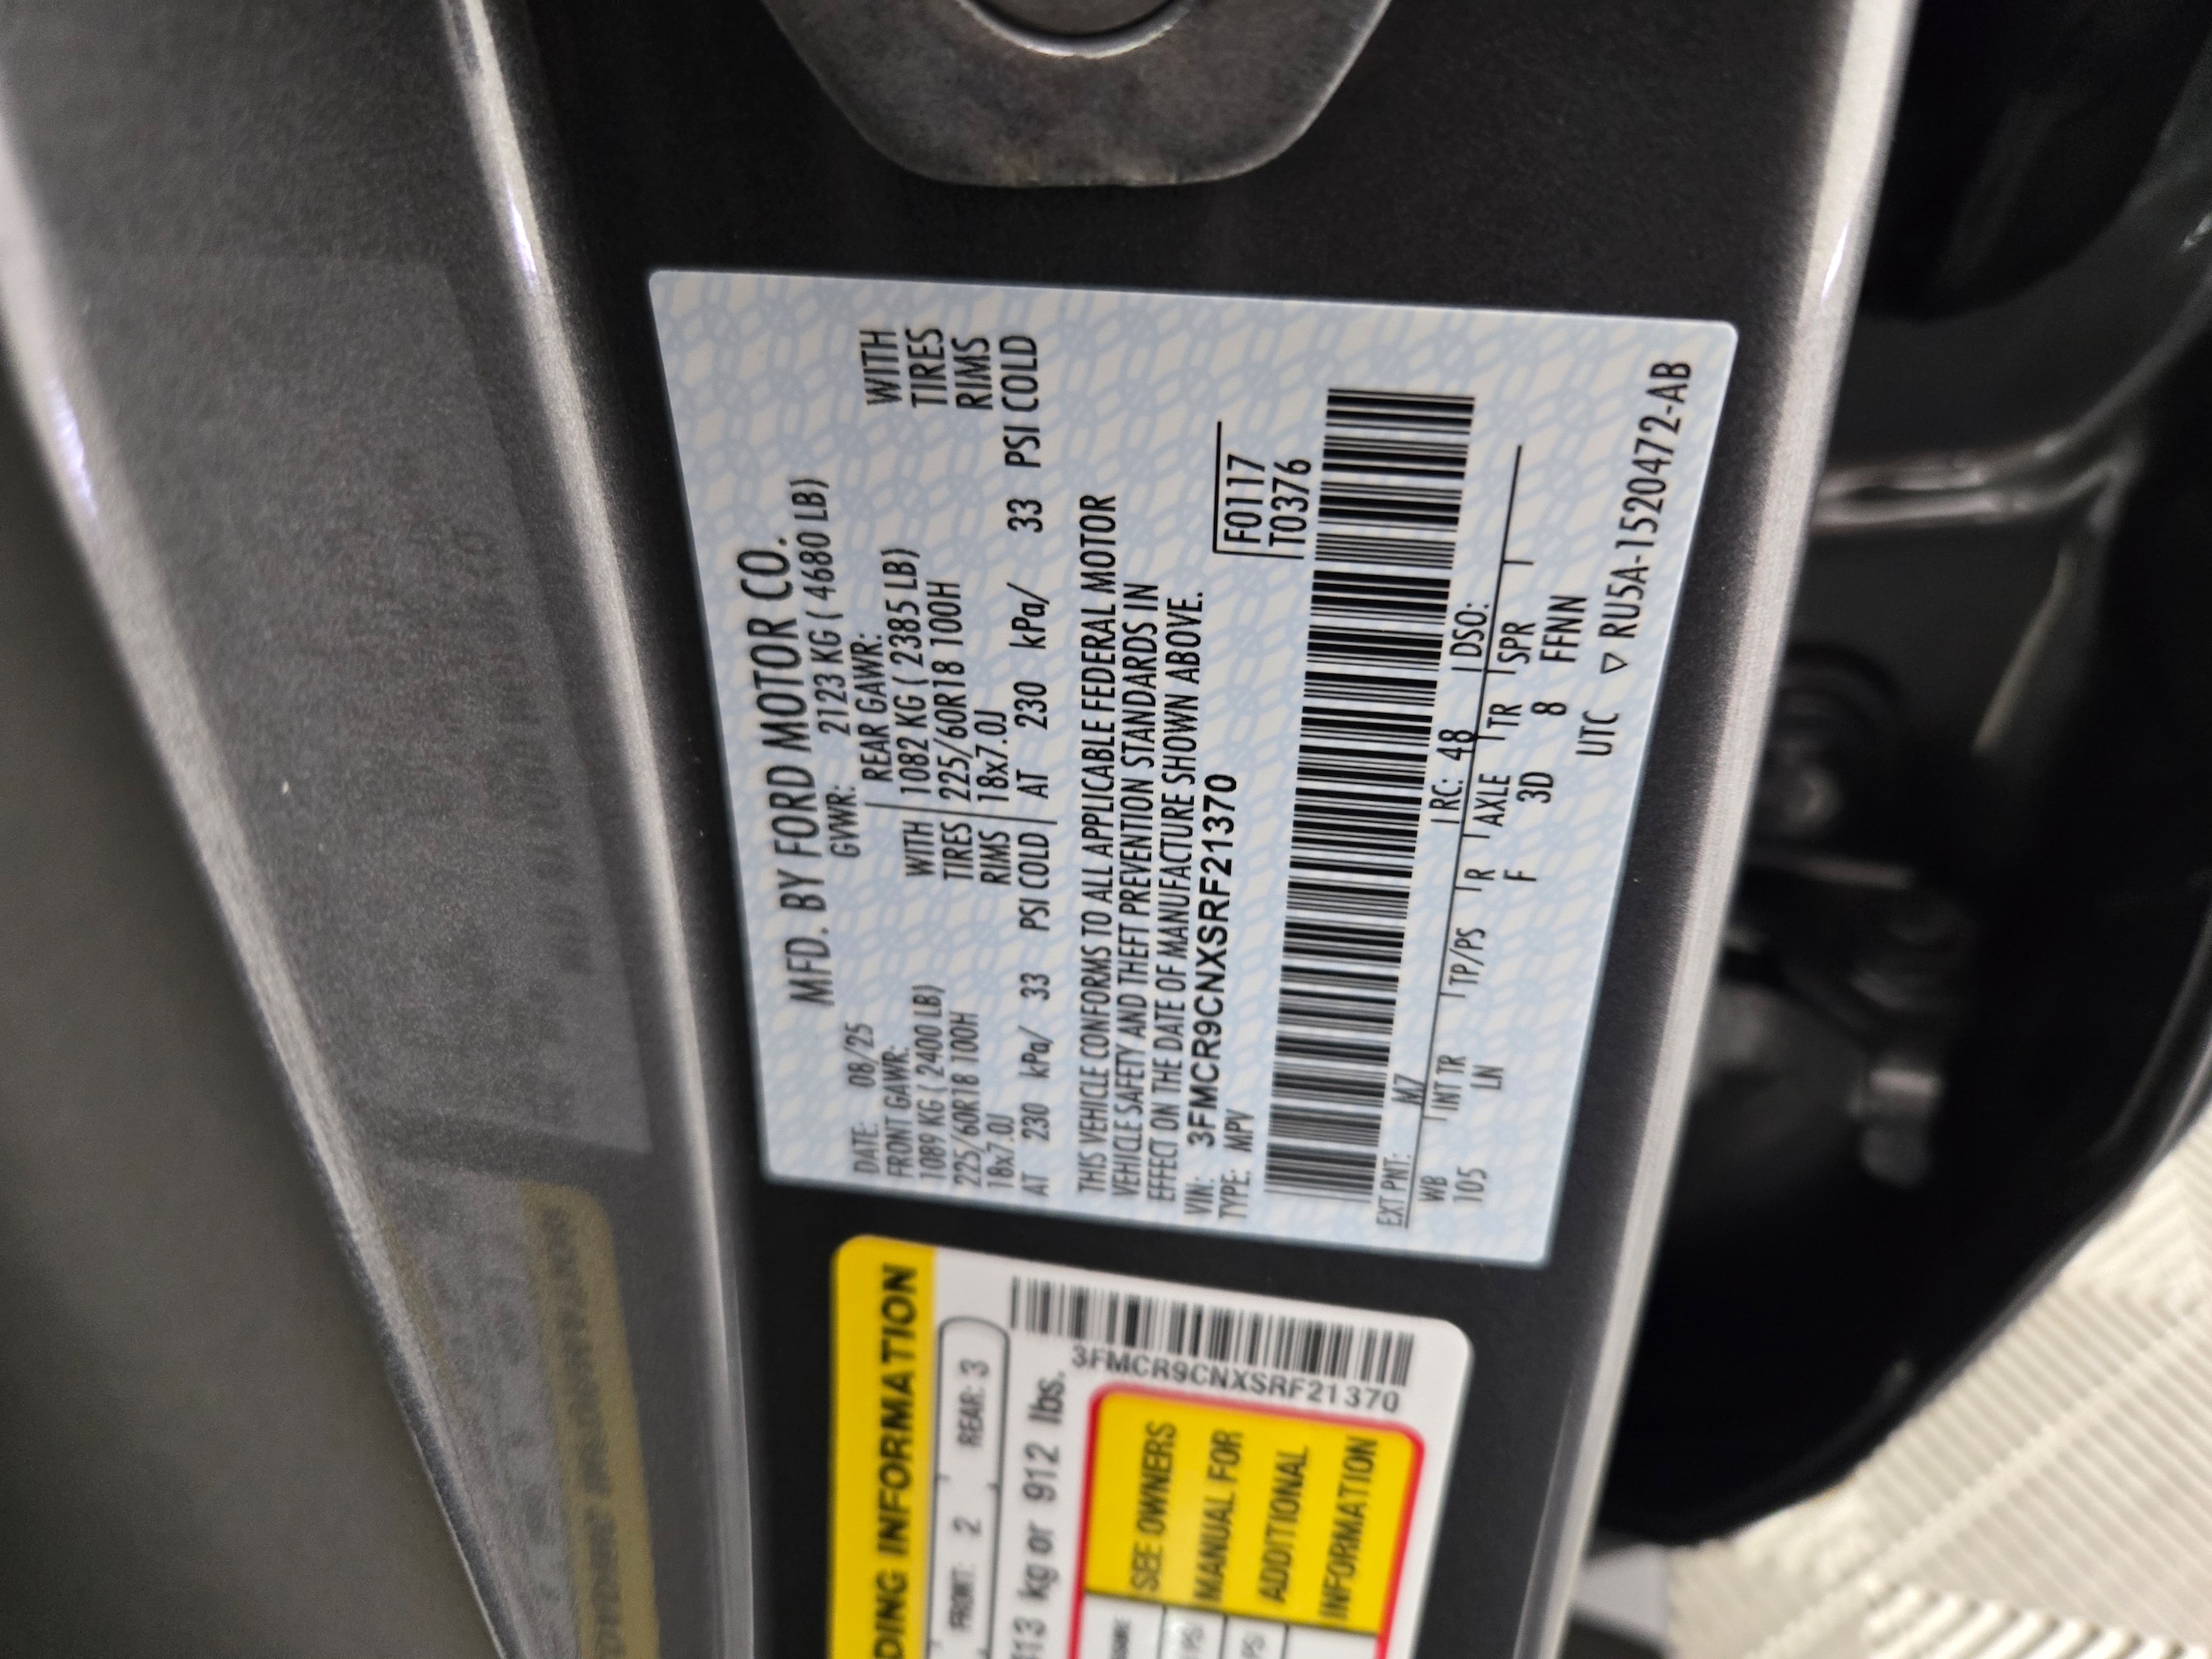 MFD. BY FORD MOTOR CO.
DATE: 08/25 GVWR: 2123 KG ( 4680 LB)
FRONT GAWR: REAR GAWR:
1089 KG ( 2400 LB) WITH 1082 KG ( 2385 LB) WITH
225/60R18 100H TIRES 225/60R18 100H TIRES
18x7.0J RIMS 18x7.0J RIMS
AT 230 kPa/ 33 PSI COLD AT 230 kPa/ 33 PSI COLD
THIS VEHICLE CONFORMS TO ALL APPLICABLE FEDERAL MOTOR
VEHICLE SAFETY AND THEFT PREVENTION STANDARDS IN
EFFECT ON THE DATE OF MANUFACTURE SHOWN ABOVE.
VIN: 3FMCR9CNXSRF21370 F0117
TYPE: MPV T0376
EXT PNT: M7 RC: 48 DSO:
WB INT TR TP/PS R AXLE TR SPR
105 LN F 3D 8 FFNN
UTC ▽ RU5A-1520472-AB
INFORMATION
FRONT: 2 REAR: 3
kg or 912 lbs.
3FMCR9CNXSRF21370
SEE OWNERS
MANUAL FOR
ADDITIONAL
INFORMATION